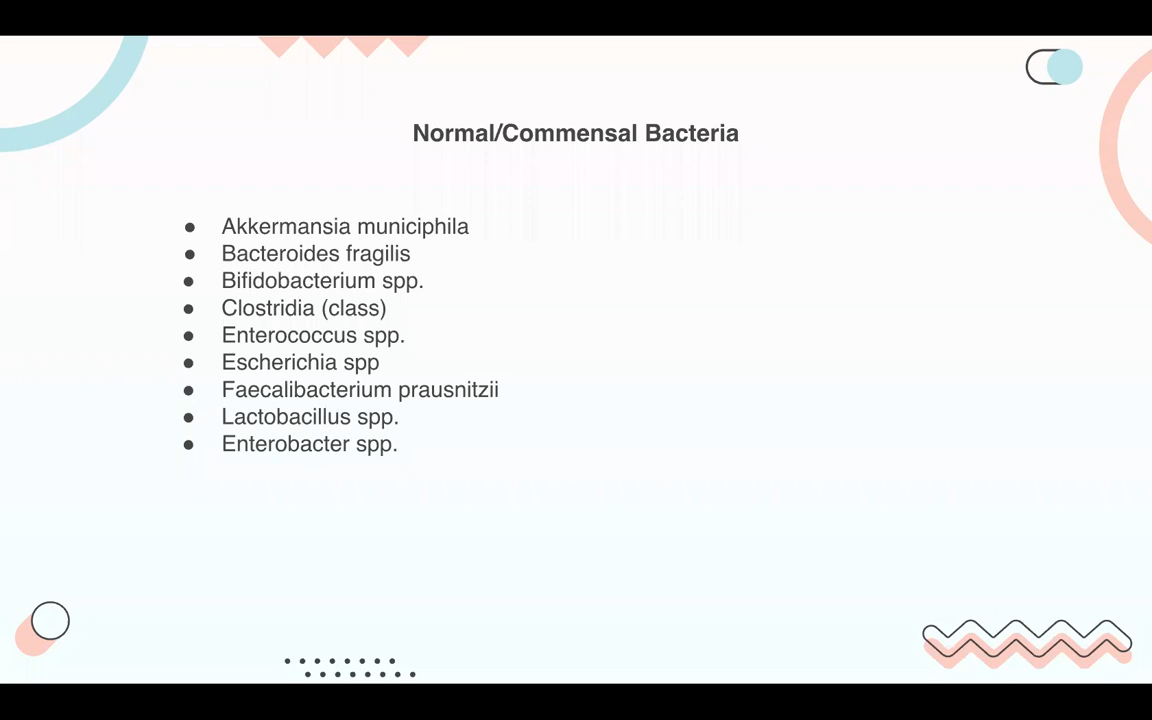 Normal/Commensal Bacteria
● Akkermansia municiphila
● Bacteroides fragilis
● Bifidobacterium spp.
● Clostridia (class)
● Enterococcus spp.
● Escherichia spp
● Faecalibacterium prausnitzii
● Lactobacillus spp.
● Enterobacter spp.